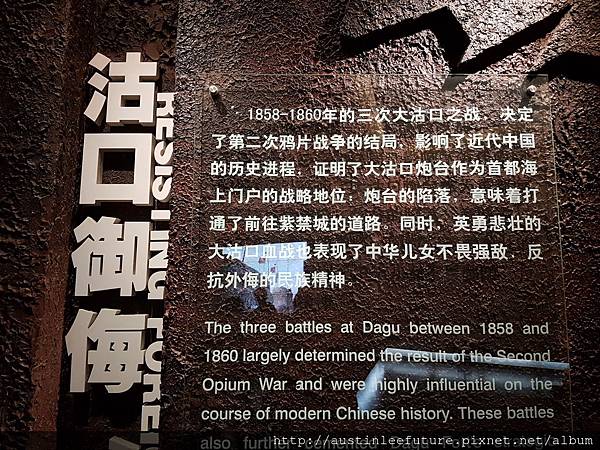 沽口御侮
RESISTING FOREI
1858-1860年的三次大沽口之战，决定
了第二次鸦片战争的结局，影响了近代中国
的历史进程，证明了大沽口炮台作为首都海
上门户的战略地位；炮台的陷落，意味着打
通了前往紫禁城的道路。同时，英勇悲壮的
大沽口血战也表现了中华儿女不畏强敌、反
抗外侮的民族精神。
The three battles at Dagu between 1858 and
1860 largely determined the result of the Second
Opium War and were highly influential on the
course of modern Chinese history. These battles
also further cemented Dagu
http://austinleefuture.pixnet.net/album